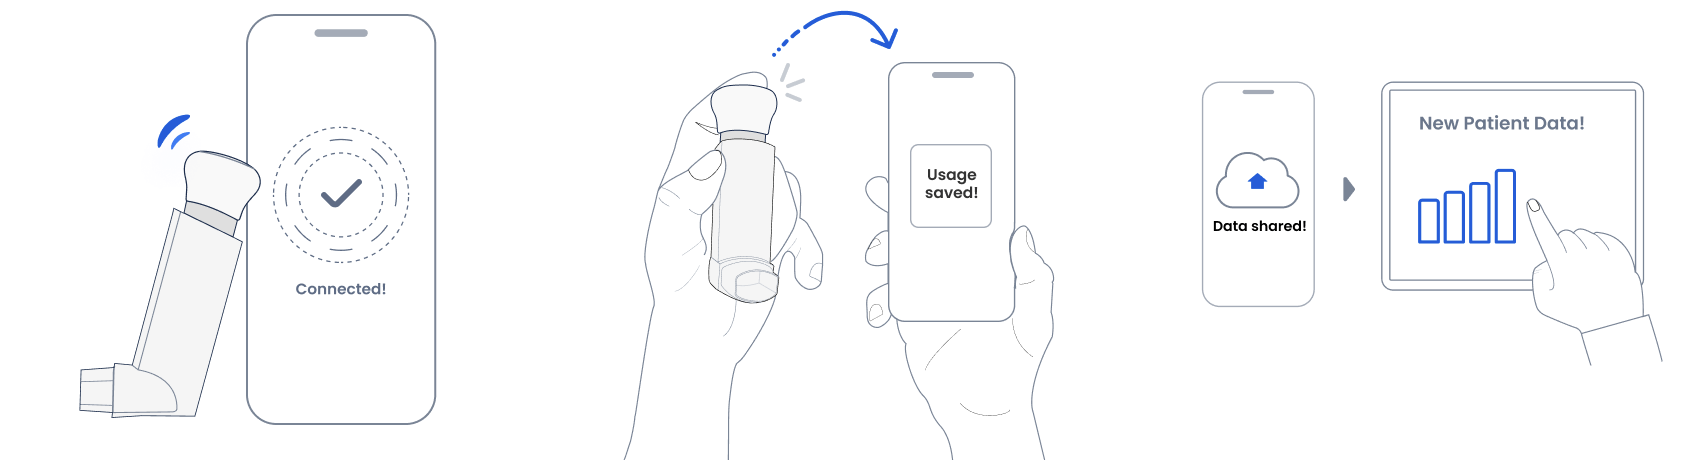 Connected!
Usage
saved!
Data shared!
New Patient Data!